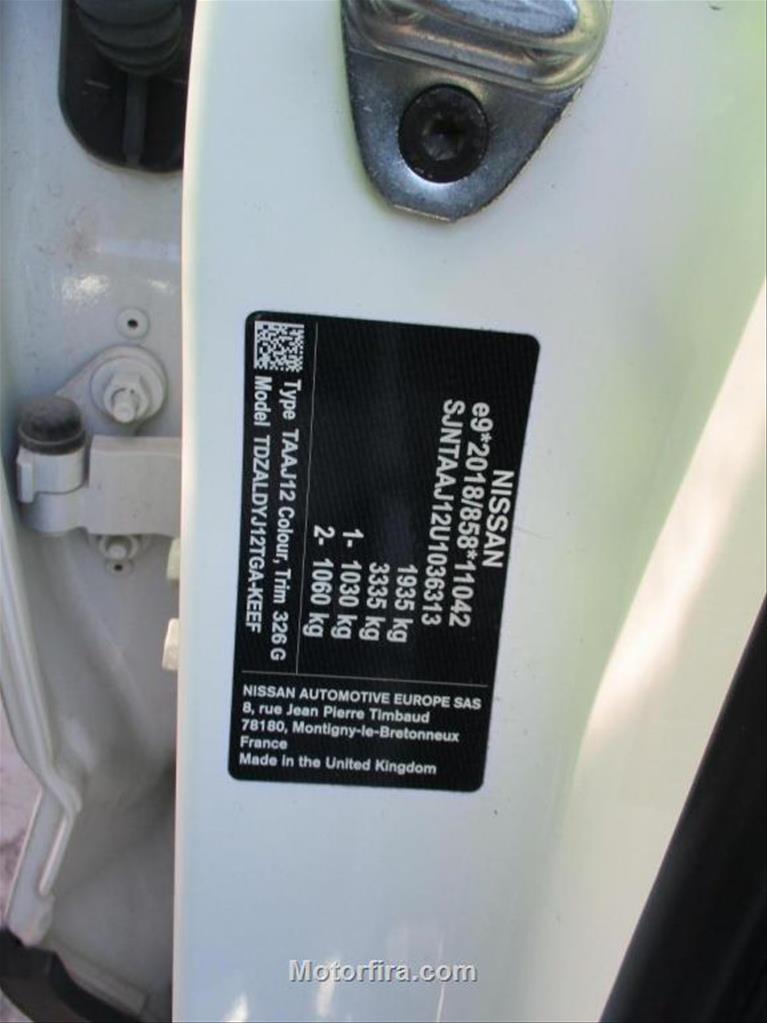 NISSAN
e9*2018/858*11042
SJNTAAJ12U1036313
1935 kg
3335 kg
1- 1030 kg
2- 1060 kg
Type TAAJ12 Colour, Trim 326 G
Model TDZALDYJ12TGA-KEEF
NISSAN AUTOMOTIVE EUROPE SAS
8, rue Jean Pierre Timbaud
78180, Montigny-le-Bretonneux
France
Made in the United Kingdom
Motorfira.com